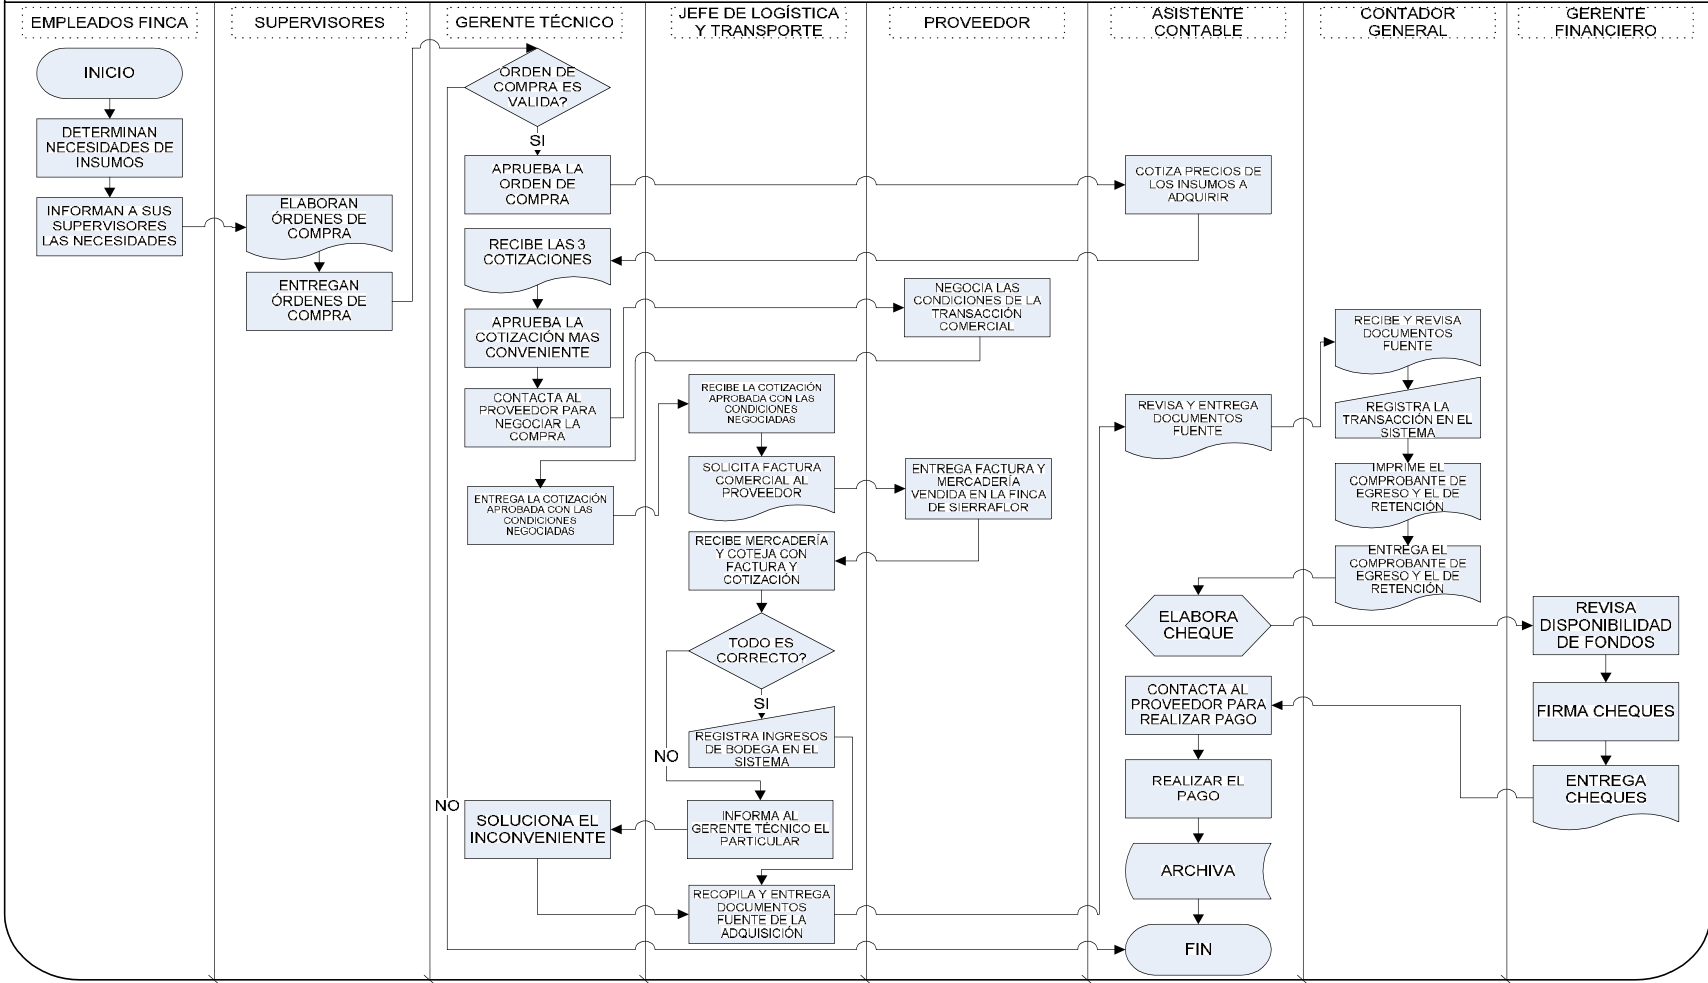 EMPLEADOS FINCA
SUPERVISORES
GERENTE TÉCNICO
JEFE DE LOGÍSTICA
Y TRANSPORTE
PROVEEDOR
ASISTENTE
CONTABLE
CONTADOR
GENERAL
GERENTE
FINANCIERO
INICIO
DETERMINAN
NECESIDADES DE
INSUMOS
INFORMAN A SUS
SUPERVISORES
LAS NECESIDADES
ELABORAN
ÓRDENES DE
COMPRA
ENTREGAN
ÓRDENES DE
COMPRA
ORDEN DE
COMPRA ES
VALIDA?
SI
APRUEBA LA
ORDEN DE
COMPRA
COTIZA PRECIOS DE
LOS INSUMOS A
ADQUIRIR
RECIBE LAS 3
COTIZACIONES
APRUEBA LA
COTIZACIÓN MAS
CONVENIENTE
CONTACTA AL
PROVEEDOR PARA
NEGOCIAR LA
COMPRA
NEGOCIA LAS
CONDICIONES DE LA
TRANSACCIÓN
COMERCIAL
ENTREGA LA COTIZACIÓN
APROBADA CON LAS
CONDICIONES
NEGOCIADAS
RECIBE LA COTIZACIÓN
APROBADA CON LAS
CONDICIONES
NEGOCIADAS
SOLICITA FACTURA
COMERCIAL AL
PROVEEDOR
ENTREGA FACTURA Y
MERCADERÍA
VENDIDA EN LA FINCA
DE SIERRAFLOR
RECIBE MERCADERÍA
Y COTEJA CON
FACTURA Y
COTIZACIÓN
TODO ES
CORRECTO?
SI
REGISTRA INGRESOS
DE BODEGA EN EL
SISTEMA
NO
INFORMA AL
GERENTE TÉCNICO EL
PARTICULAR
NO
SOLUCIONA EL
INCONVENIENTE
RECOPILA Y ENTREGA
DOCUMENTOS
FUENTE DE LA
ADQUISICIÓN
REVISA Y ENTREGA
DOCUMENTOS
FUENTE
RECIBE Y REVISA
DOCUMENTOS
FUENTE
REGISTRA LA
TRANSACCIÓN EN EL
SISTEMA
IMPRIME EL
COMPROBANTE DE
EGRESO Y EL DE
RETENCIÓN
ENTREGA EL
COMPROBANTE DE
EGRESO Y EL DE
RETENCIÓN
ELABORA
CHEQUE
REVISA
DISPONIBILIDAD
DE FONDOS
FIRMA CHEQUES
ENTREGA
CHEQUES
CONTACTA AL
PROVEEDOR PARA
REALIZAR PAGO
REALIZAR EL
PAGO
ARCHIVA
FIN